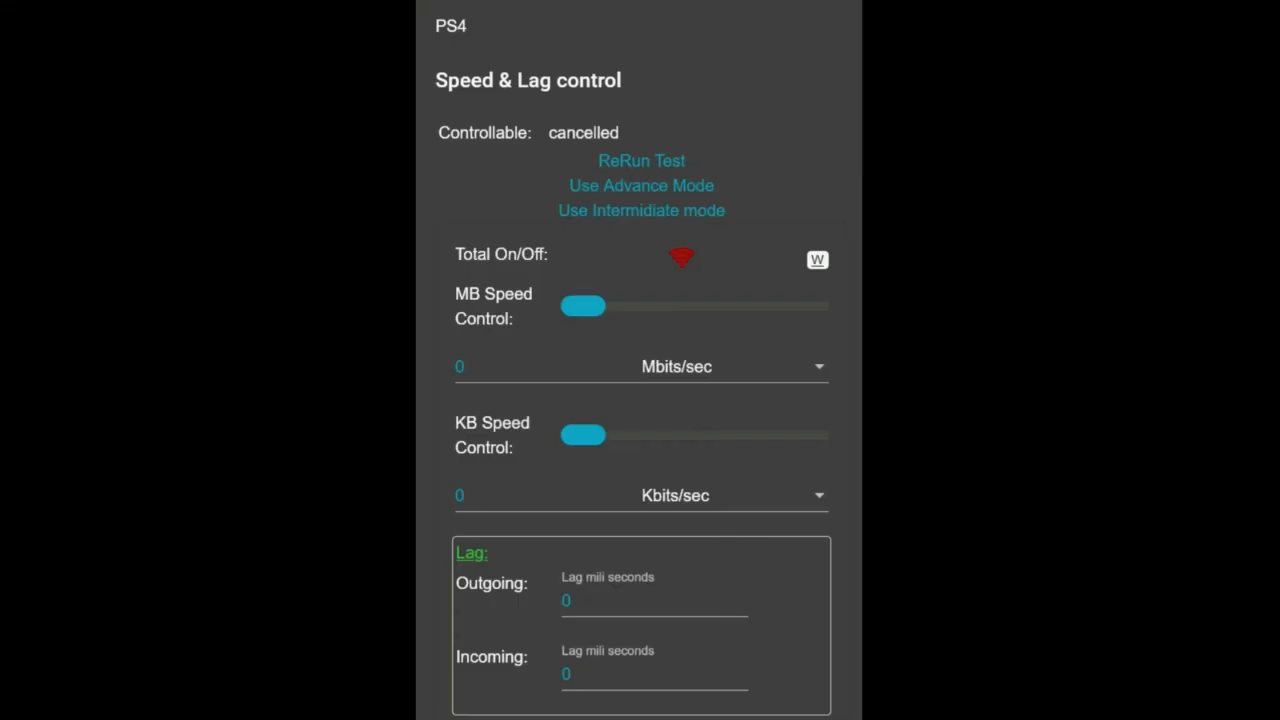 PS4
Speed & Lag control
Controllable: cancelled
ReRun Test
Use Advance Mode
Use Intermidiate mode
Total On/Off:
W
MB Speed
Control:
0 Mbits/sec
KB Speed
Control:
0 Kbits/sec
Lag:
Outgoing:
Lag mili seconds
0
Incoming:
Lag mili seconds
0